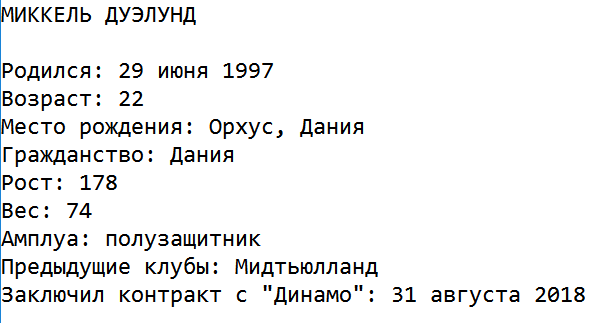 МИККЕЛЬ ДУЭЛУНД
Родился: 29 июня 1997
Возраст: 22
Место рождения: Орхус, Дания
Гражданство: Дания
Рост: 178
Вес: 74
Амплуа: полузащитник
Предыдущие клубы: Мидтьюлланд
Заключил контракт с "Динамо": 31 августа 2018